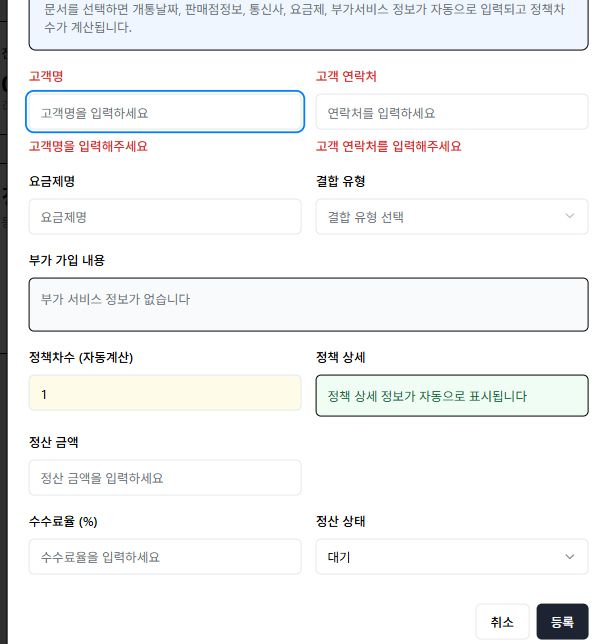 문서를 선택하면 개통날짜, 판매점정보, 통신사, 요금제, 부가서비스 정보가 자동으로 입력되고 정책차
수가 계산됩니다.
고객명
고객 연락처
고객명을 입력하세요
연락처를 입력하세요
고객명을 입력해주세요
고객 연락처를 입력해주세요
요금제명
결합 유형
요금제명
결합 유형 선택
부가 가입 내용
부가 서비스 정보가 없습니다
정책차수 (자동계산)
정책 상세
1
정책 상세 정보가 자동으로 표시됩니다
정산 금액
정산 금액을 입력하세요
수수료율 (%)
정산 상태
수수료율을 입력하세요
대기
취소
등록